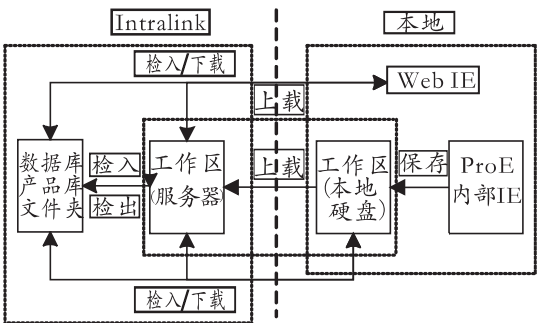 Intralink
本地
检入/下载
上载
Web IE
数据库
产品库
文件夹
检入
检出
工作区
(服务器)
上载
工作区
(本地
硬盘)
保存
ProE
内部IE
检入/下载